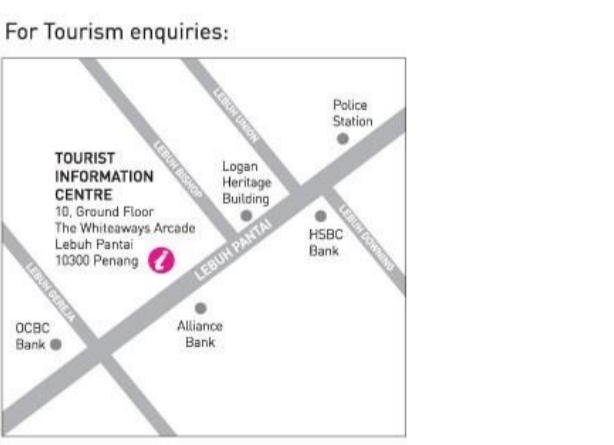 For Tourism enquiries:
LEBUH UNION
Police
Station
LEBUH BISHOP
TOURIST
INFORMATION
CENTRE
10, Ground Floor
The Whiteaways Arcade
Lebuh Pantai
10300 Penang
i
Logan
Heritage
Building
LEBUH PANTAI
HSBC
Bank
LEBUH DOWNING
LEBUH GEREJA
OCBC
Bank
Alliance
Bank